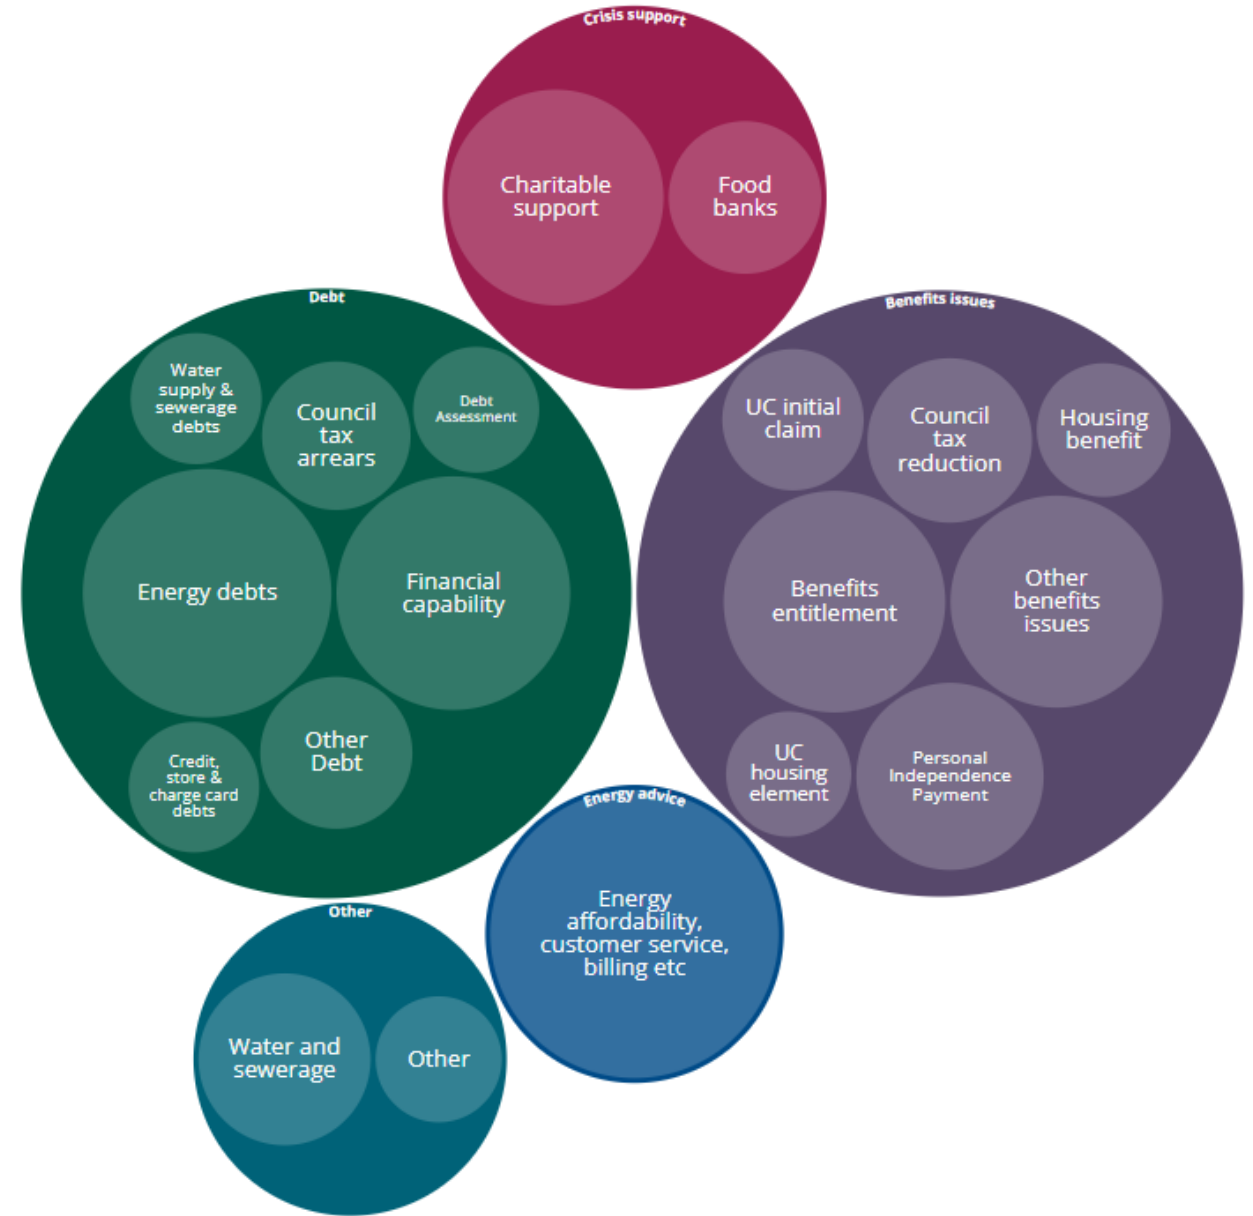 Crisis support
Charitable
support
Food
banks
Debt
Water
supply &
sewerage
debts
Council
tax
arrears
Debt
Assessment
Energy debts
Financial
capability
Credit,
store &
charge card
debts
Other
Debt
Benefits issues
UC initial
claim
Council
tax
reduction
Housing
benefit
Benefits
entitlement
Other
benefits
issues
UC
housing
element
Personal
Independence
Payment
Energy advice
Energy
affordability,
customer service,
billing etc
Other
Water and
sewerage
Other